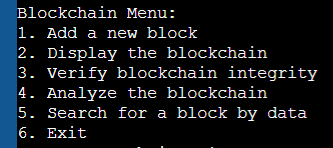 Blockchain Menu:
1. Add a new block
2. Display the blockchain
3. Verify blockchain integrity
4. Analyze the blockchain
5. Search for a block by data
6. Exit